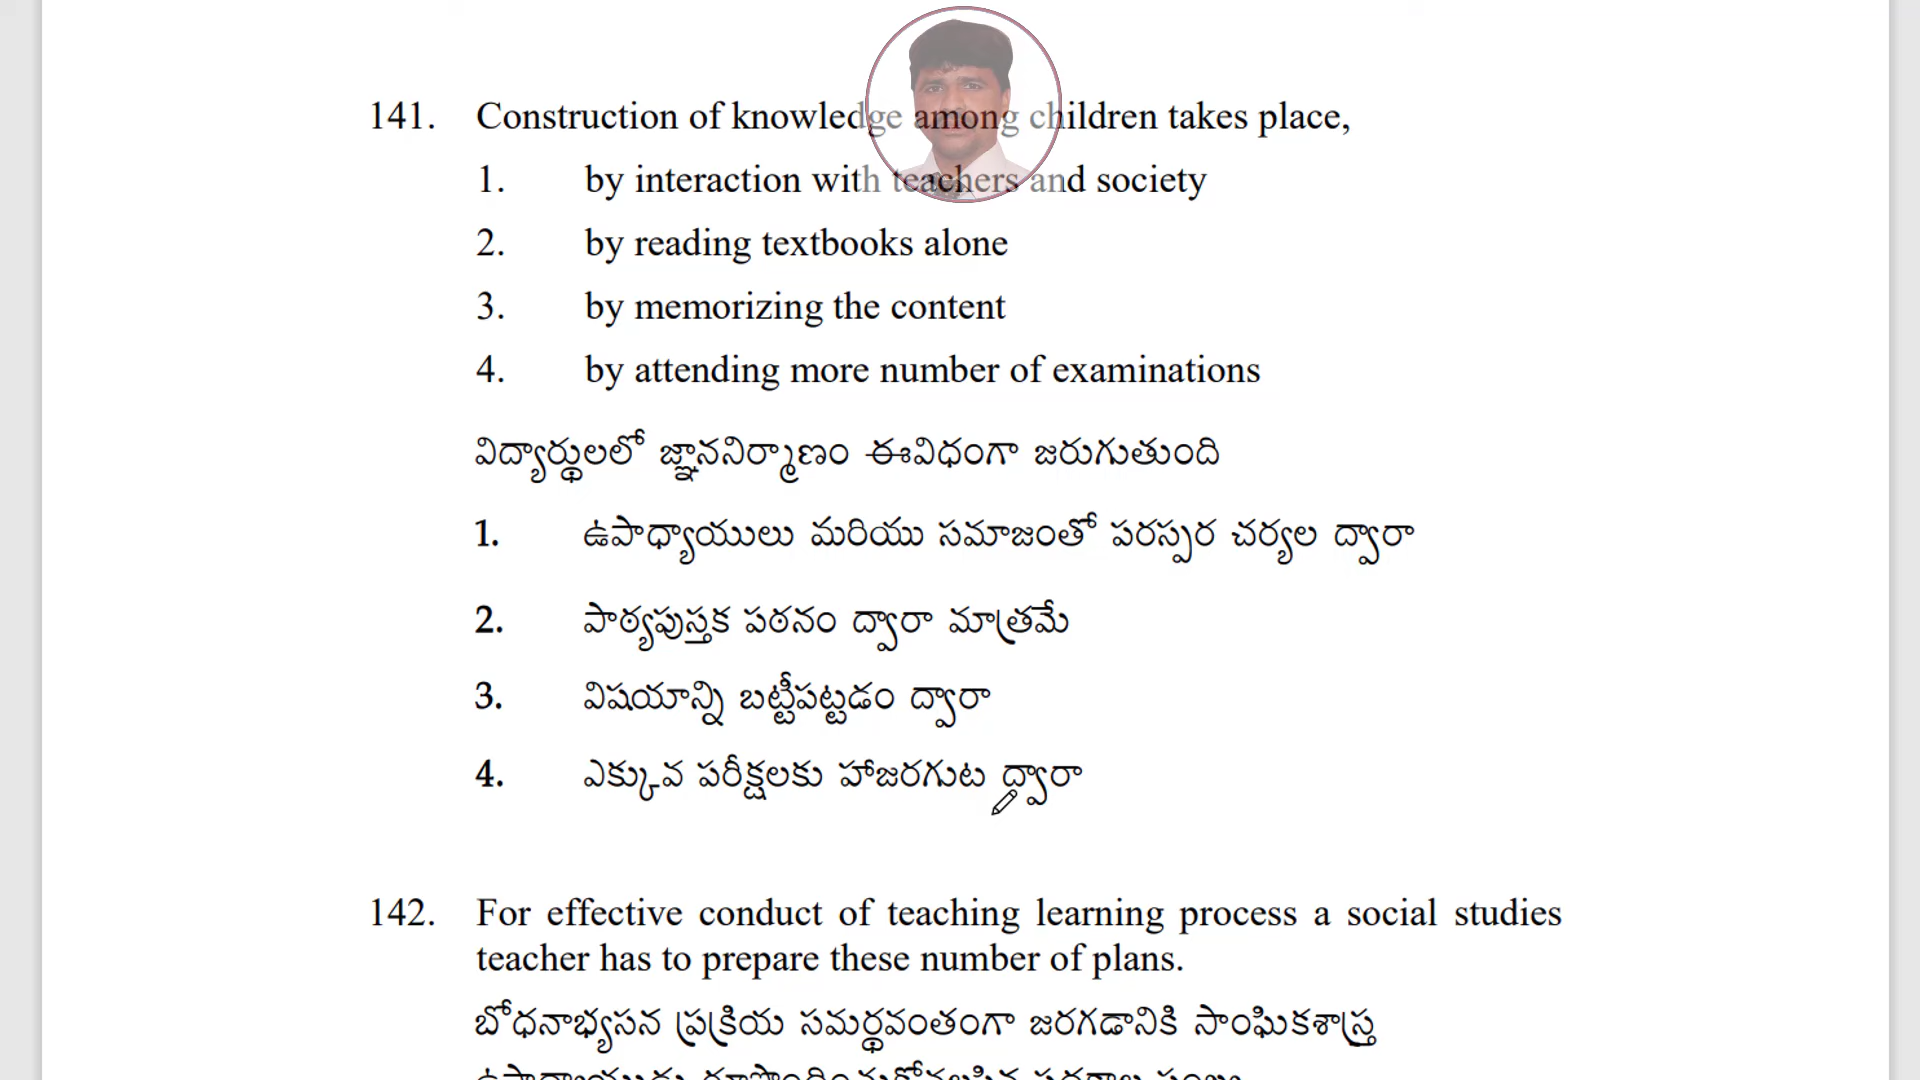 141. Construction of knowledge among children takes place,
1. by interaction with teachers and society
2. by reading textbooks alone
3. by memorizing the content
4. by attending more number of examinations
విద్యార్థులలో జ్ఞాననిర్మాణం ఈవిధంగా జరుగుతుంది
1. ఉపాధ్యాయులు మరియు సమాజంతో పరస్పర చర్యల ద్వారా
2. పాఠ్యపుస్తక పఠనం ద్వారా మాత్రమే
3. విషయాన్ని బట్టీపట్టడం ద్వారా
4. ఎక్కువ పరీక్షలకు హాజరగుట ద్వారా
142. For effective conduct of teaching learning process a social studies
teacher has to prepare these number of plans.
బోధనాభ్యసన ప్రక్రియ సమర్థవంతంగా జరగడానికి సాంఘికశాస్త్ర